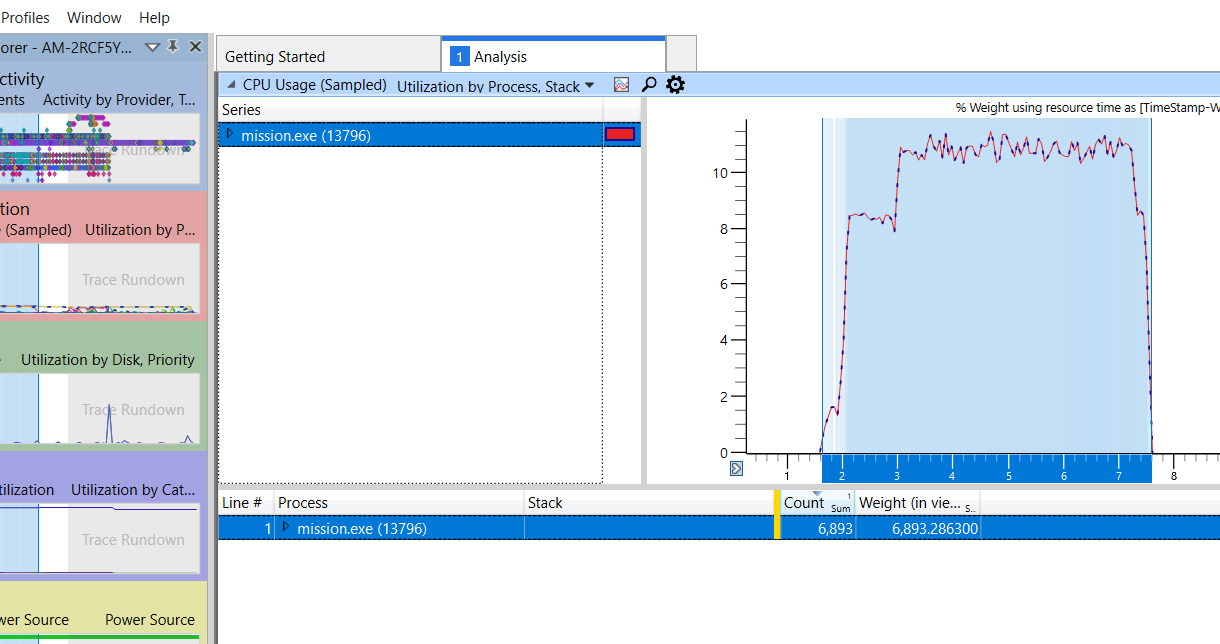 Profiles Window Help
orer - AM-2RCF5Y...
Getting Started
1 Analysis
ctivity
ents Activity by Provider, T...
Trace Rundown
tion
(Sampled) Utilization by P...
Trace Rundown
Utilization by Disk, Priority
Trace Rundown
tilization Utilization by Cat...
Trace Rundown
wer Source Power Source
CPU Usage (Sampled) Utilization by Process, Stack
Series
mission.exe (13796)
% Weight using resource time as [TimeStamp-W
10
8
6
4
2
0
1 2 3 4 5 6 7 8
Line # Process Stack Count 1 Sum Weight (in vie... S..
1 mission.exe (13796) 6,893 6,893.286300